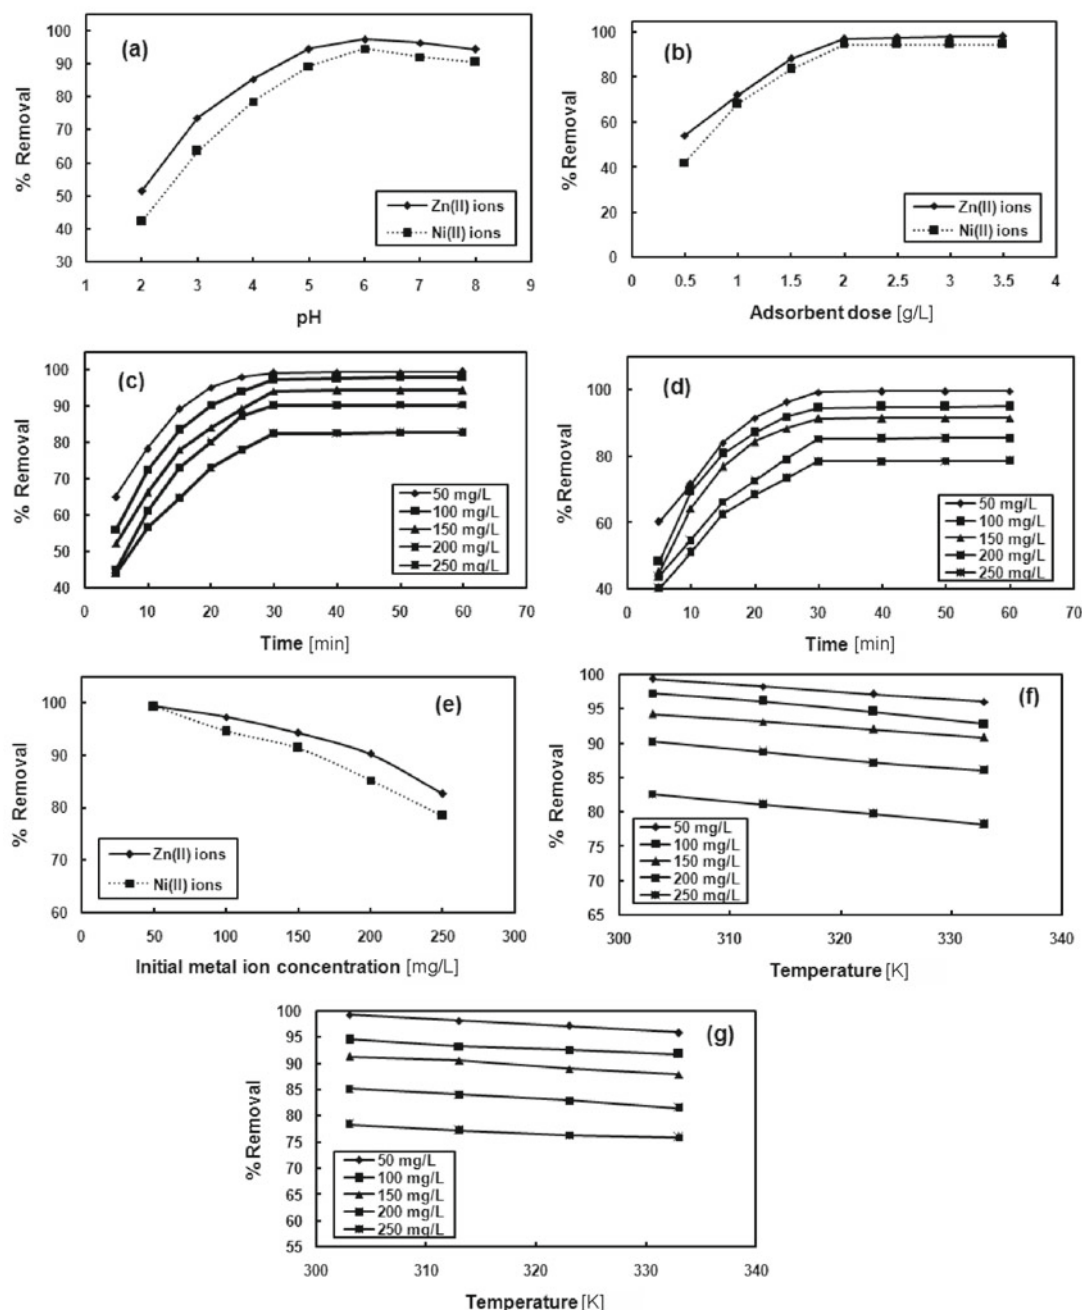 (a)
100
90
80
70
60
50
40
30
% Removal
1 2 3 4 5 6 7 8 9
pH
Zn(II) ions
Ni(II) ions
(b)
100
80
60
40
20
0
% Removal
0 0.5 1 1.5 2 2.5 3 3.5 4
Adsorbent dose [g/L]
Zn(II) ions
Ni(II) ions
(c)
100
90
80
70
60
50
40
% Removal
0 10 20 30 40 50 60 70
Time [min]
50 mg/L
100 mg/L
150 mg/L
200 mg/L
250 mg/L
(d)
100
80
60
40
% Removal
0 10 20 30 40 50 60 70
Time [min]
50 mg/L
100 mg/L
150 mg/L
200 mg/L
250 mg/L
(e)
100
90
80
70
60
% Removal
0 50 100 150 200 250 300
Initial metal ion concentration [mg/L]
Zn(II) ions
Ni(II) ions
(f)
100
95
90
85
80
75
70
65
% Removal
300 310 320 330 340
Temperature [K]
50 mg/L
100 mg/L
150 mg/L
200 mg/L
250 mg/L
(g)
100
95
90
85
80
75
70
65
60
55
% Removal
300 310 320 330 340
Temperature [K]
50 mg/L
100 mg/L
150 mg/L
200 mg/L
250 mg/L